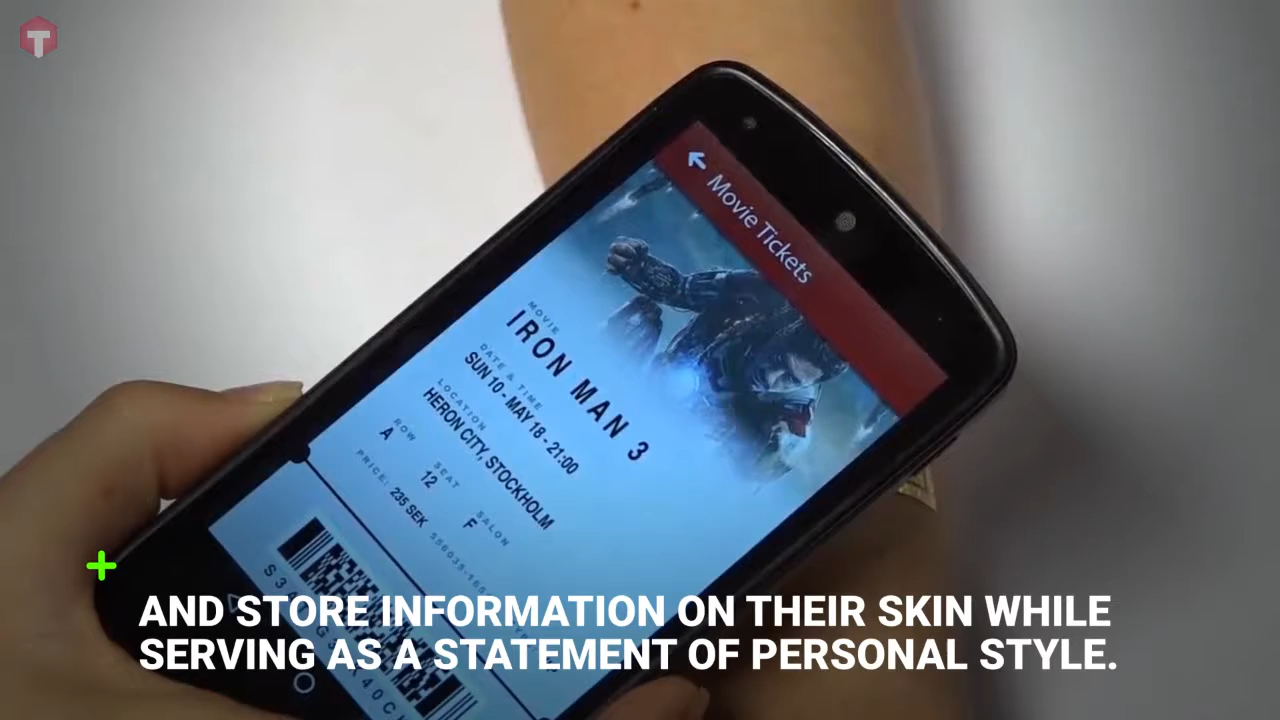 T
Movie Tickets
MOVIE
IRON MAN 3
DATE & TIME
SUN 10 - MAY 18 - 21:00
LOCATION
HERON CITY, STOCKHOLM
ROW SEAT SALON
A 12 F
PRICE:
235 SEK
AND STORE INFORMATION ON THEIR SKIN WHILE
SERVING AS A STATEMENT OF PERSONAL STYLE.